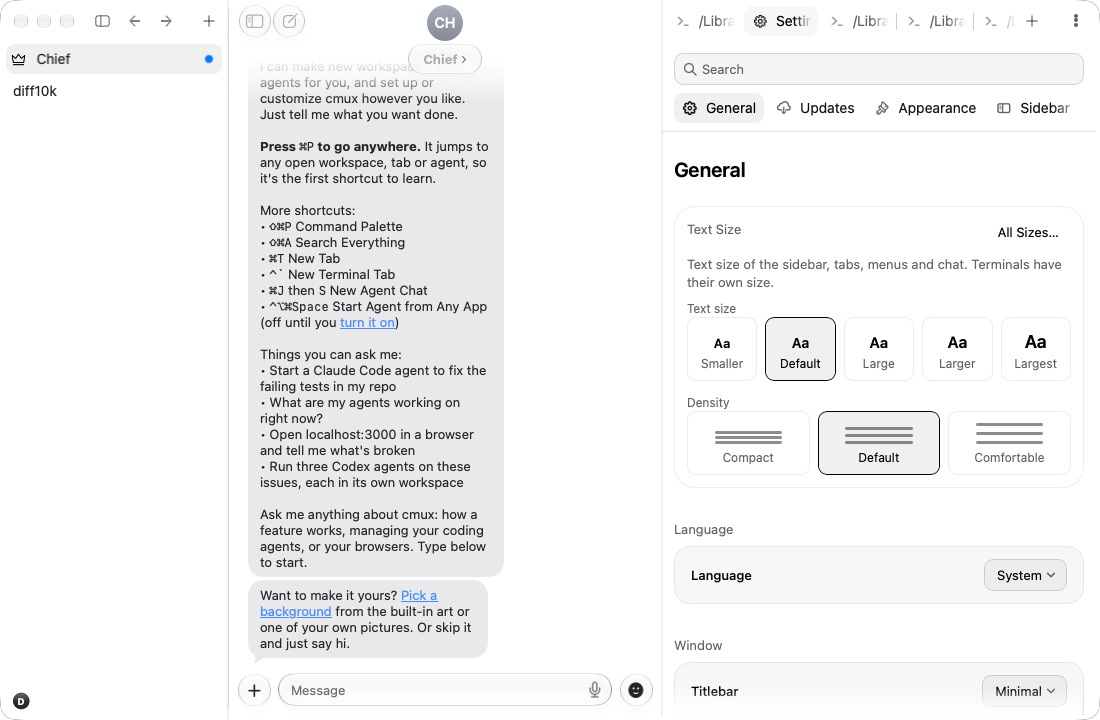 Chief
diff10k
D
CH
Chief ›
I can make new workspac
agents for you, and set up or
customize cmux however you like.
Just tell me what you want done.
Press ⌘P to go anywhere. It jumps to
any open workspace, tab or agent, so
it's the first shortcut to learn.
More shortcuts:
• ⇧⌘P Command Palette
• ⇧⌘A Search Everything
• ⌘T New Tab
• ^` New Terminal Tab
• ⌘J then S New Agent Chat
• ^⌥⌘Space Start Agent from Any App
(off until you turn it on)
Things you can ask me:
• Start a Claude Code agent to fix the
failing tests in my repo
• What are my agents working on
right now?
• Open localhost:3000 in a browser
and tell me what's broken
• Run three Codex agents on these
issues, each in its own workspace
Ask me anything about cmux: how a
feature works, managing your coding
agents, or your browsers. Type below
to start.
Want to make it yours? Pick a
background from the built-in art or
one of your own pictures. Or skip it
and just say hi.
Message
/Libra Settin /Libra /Libra /L
Search
General Updates Appearance Sidebar
General
Text Size All Sizes...
Text size of the sidebar, tabs, menus and chat. Terminals have
their own size.
Text size
Aa Aa Aa Aa Aa
Smaller Default Large Larger Largest
Density
Compact Default Comfortable
Language
Language System
Window
Titlebar Minimal